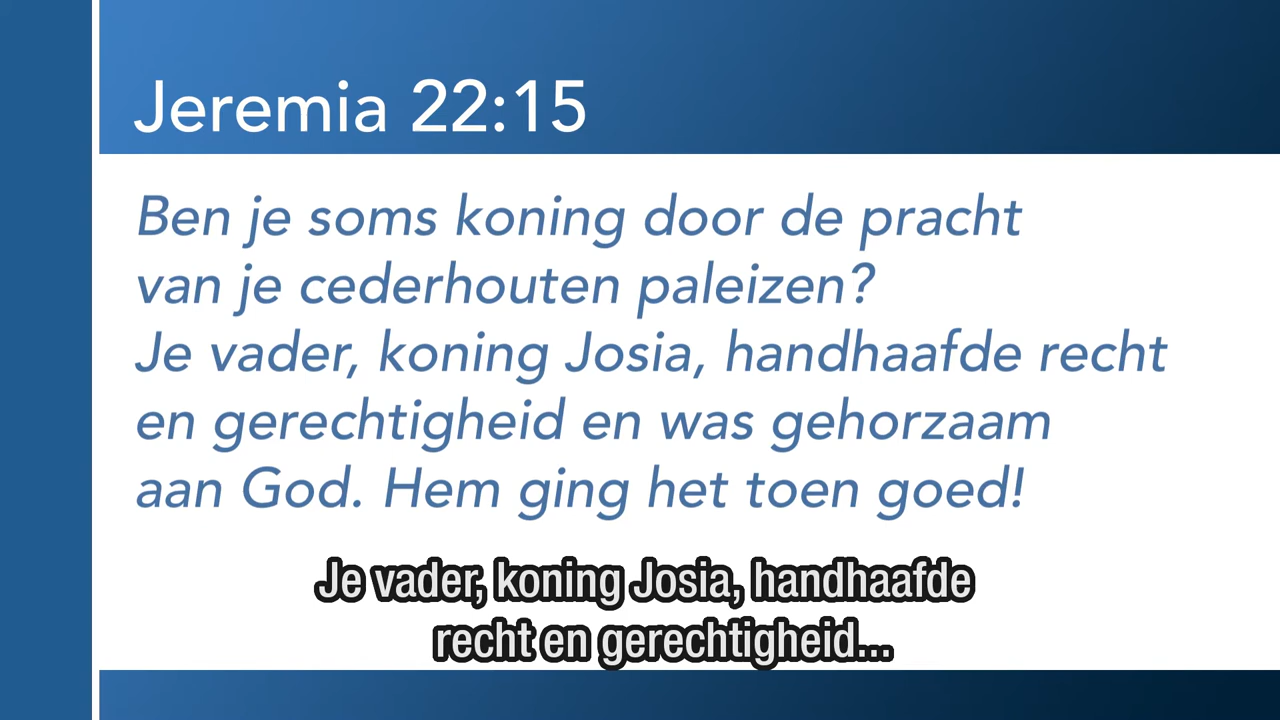 Jeremia 22:15
Ben je soms koning door de pracht
van je cederhouten paleizen?
Je vader, koning Josia, handhaafde recht
en gerechtigheid en was gehorzaam
aan God. Hem ging het toen goed!
Je vader, koning Josia, handhaafde
recht en gerechtigheid...